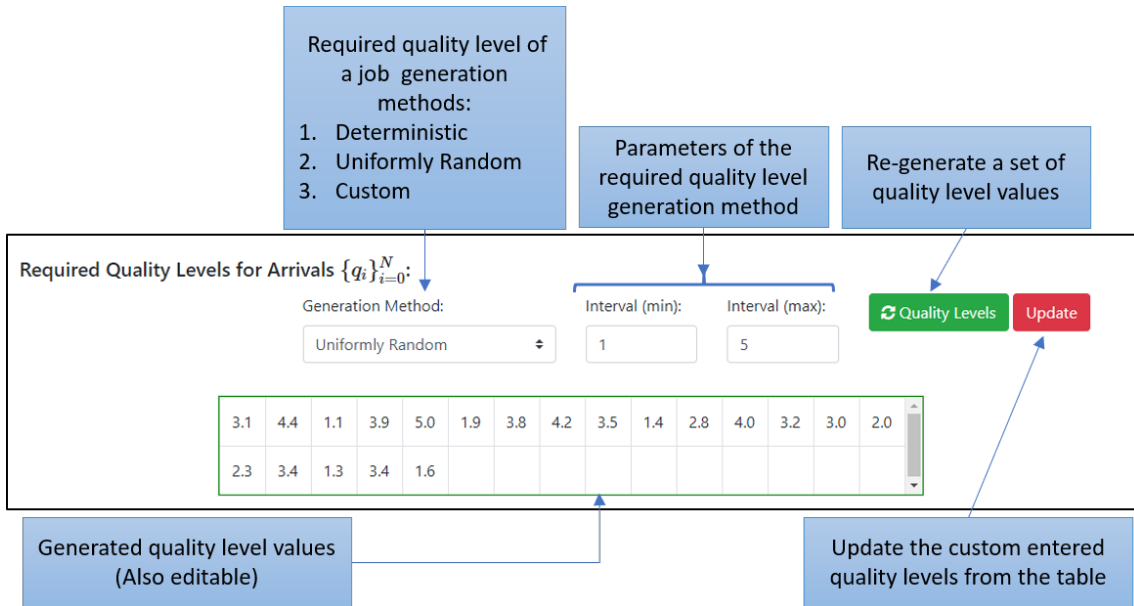 Required quality level of
a job generation
methods:
1. Deterministic
2. Uniformly Random
3. Custom
Parameters of the
required quality level
generation method
Re-generate a set of
quality level values
Required Quality Levels for Arrivals {q_i}_{i=0}^N:
Generation Method:
Interval (min):
Interval (max):
Uniformly Random
1
5
Quality Levels
Update
3.1 4.4 1.1 3.9 5.0 1.9 3.8 4.2 3.5 1.4 2.8 4.0 3.2 3.0 2.0
2.3 3.4 1.3 3.4 1.6
Generated quality level values
(Also editable)
Update the custom entered
quality levels from the table